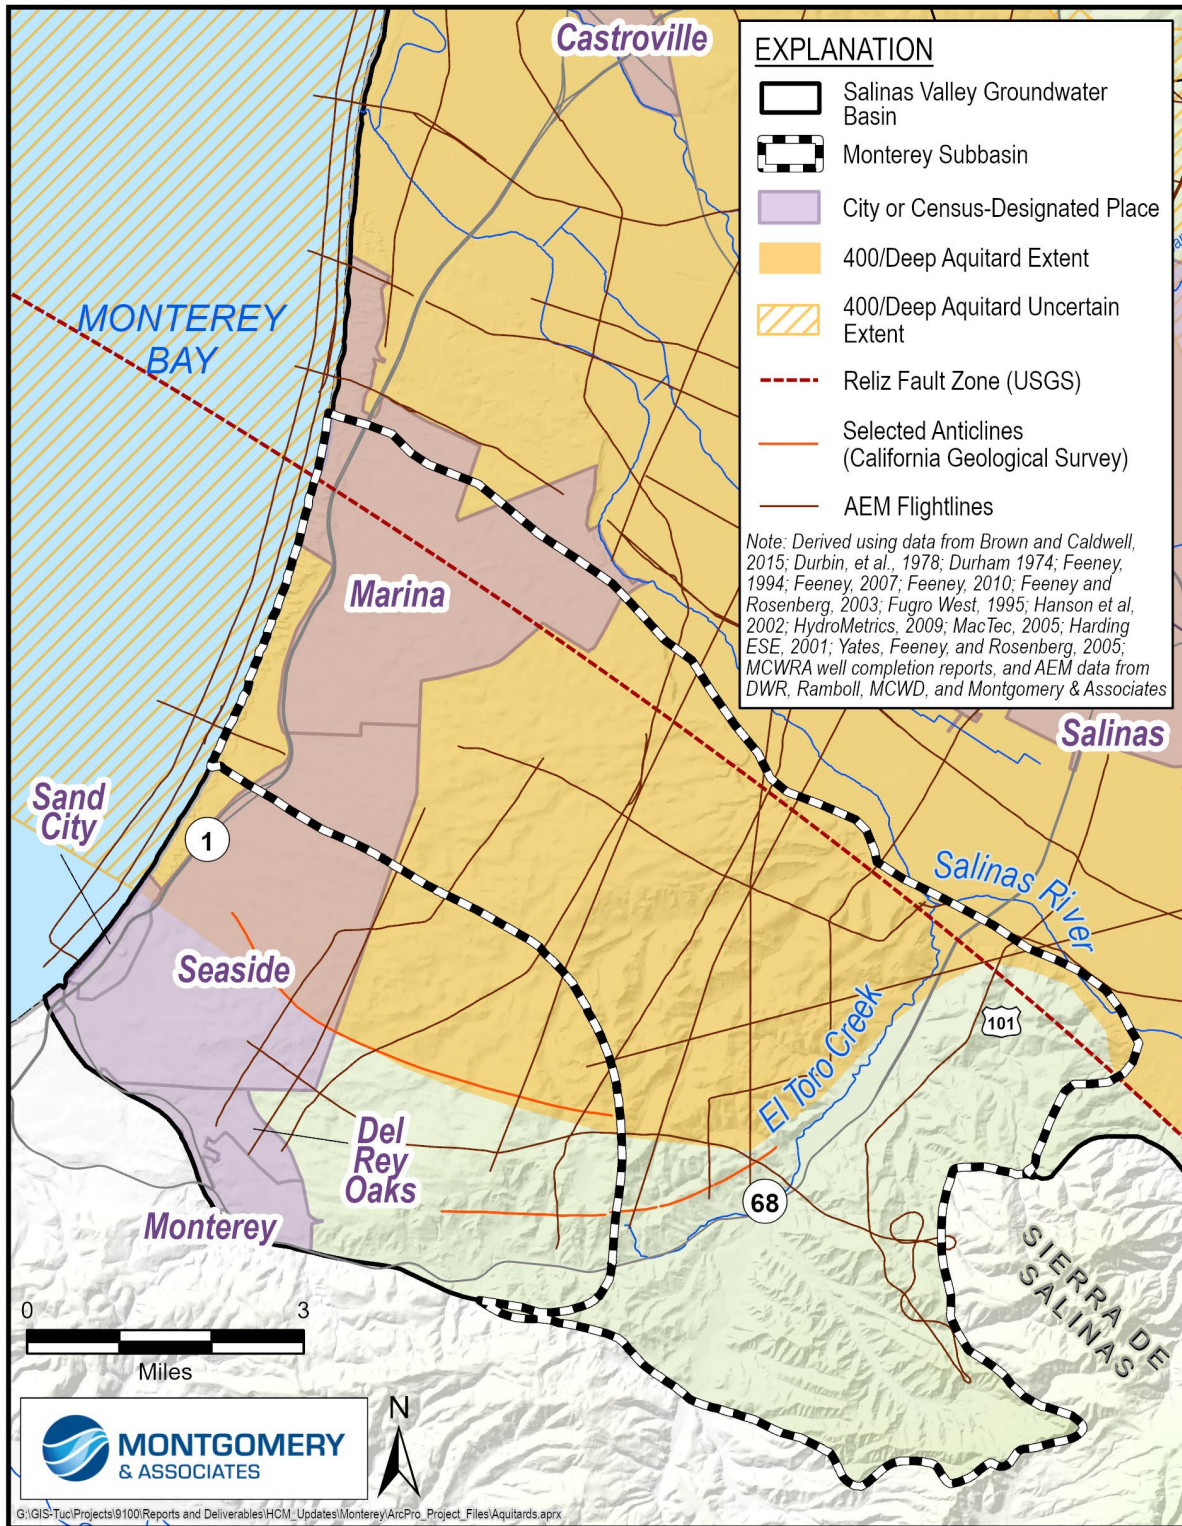 Castroville
EXPLANATION
Salinas Valley Groundwater
Basin
Monterey Subbasin
City or Census-Designated Place
400/Deep Aquitard Extent
400/Deep Aquitard Uncertain
Extent
Reliz Fault Zone (USGS)
Selected Anticlines
(California Geological Survey)
AEM Flightlines
Note: Derived using data from Brown and Caldwell,
2015; Durbin, et al., 1978; Durham 1974; Feeney,
1994; Feeney, 2007; Feeney, 2010; Feeney and
Rosenberg, 2003; Fugro West, 1995; Hanson et al,
2002; HydroMetrics, 2009; MacTec, 2005; Harding
ESE, 2001; Yates, Feeney, and Rosenberg, 2005;
MCWRA well completion reports, and AEM data from
DWR, Ramboll, MCWD, and Montgomery & Associates
MONTEREY
BAY
Marina
Salinas
Sand
City
1
Salinas River
Seaside
101
El Toro Creek
Del
Rey
Oaks
68
Monterey
SIERRA DE
SALINAS
0 3
Miles
N
MONTGOMERY
& ASSOCIATES
G:\GIS-Tuc\Projects\9100\Reports and Deliverables\HCM_Updates\Monterey\ArcPro_Project_Files\Aquitards.aprx